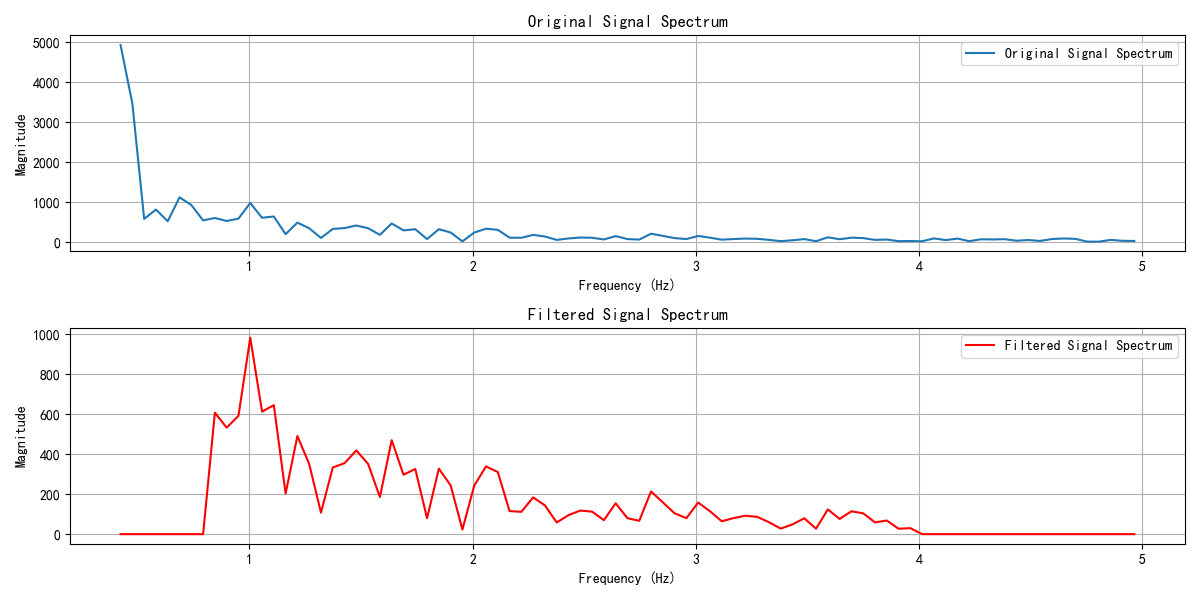 Original Signal Spectrum
5000
4000
3000
2000
1000
0
Magnitude
Original Signal Spectrum
1 2 3 4 5
Frequency (Hz)
Filtered Signal Spectrum
1000
800
600
400
200
0
Magnitude
Filtered Signal Spectrum
1 2 3 4 5
Frequency (Hz)